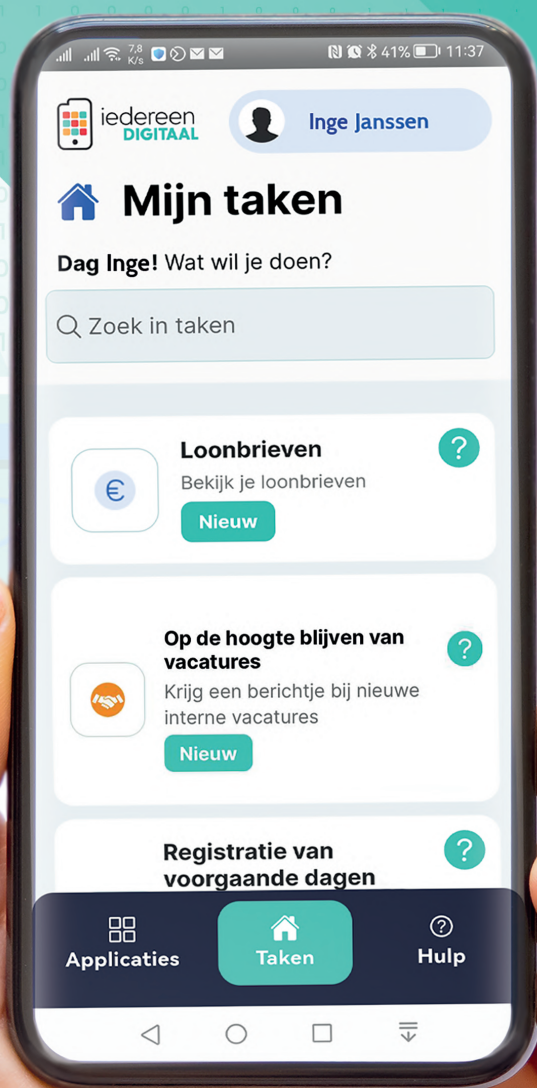 7,8
K/s
41% 11:37
iedereen
DIGITAAL
Inge Janssen
Mijn taken
Dag Inge! Wat wil je doen?
Zoek in taken
Loonbrieven
?
Bekijk je loonbrieven
€
Nieuw
Op de hoogte blijven van
vacatures
?
Krijg een berichtje bij nieuwe
interne vacatures
Nieuw
Registratie van
voorgaande dagen
?
Applicaties
Taken
?
Hulp